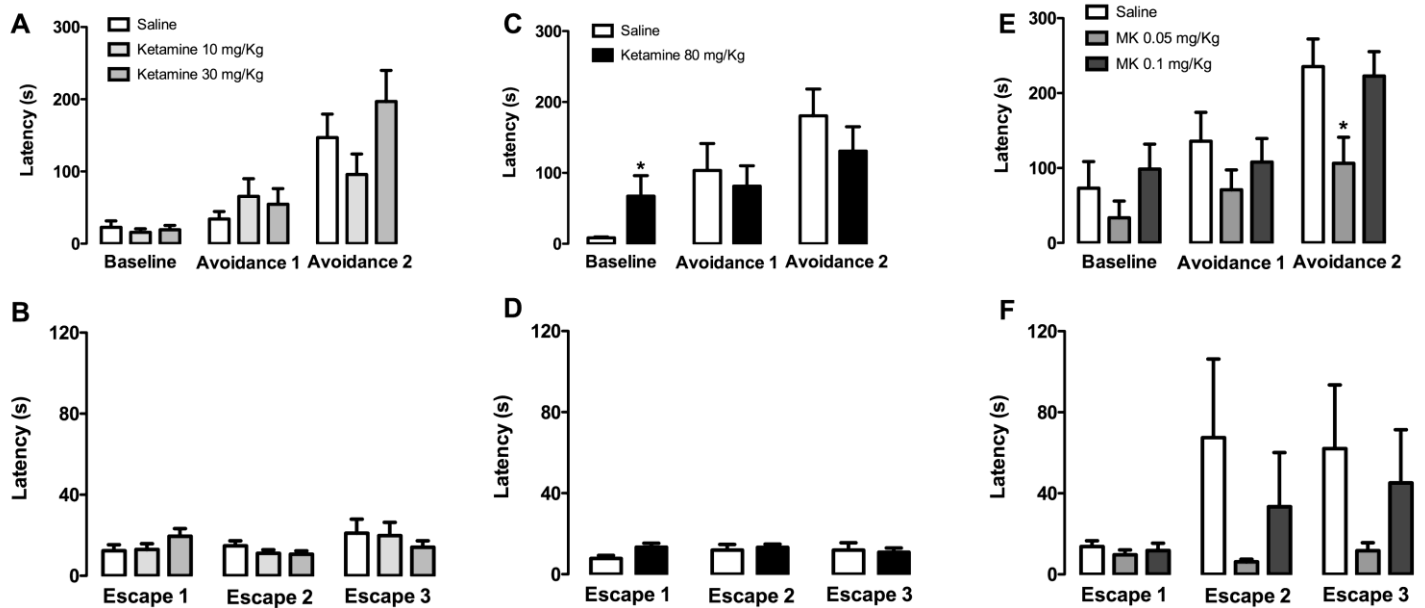 A
Saline
Ketamine 10 mg/Kg
Ketamine 30 mg/Kg
Latency (s)
300
200
100
0
Baseline Avoidance 1 Avoidance 2
C
Saline
Ketamine 80 mg/Kg
Latency (s)
300
200
100
0
*
Baseline Avoidance 1 Avoidance 2
E
Saline
MK 0.05 mg/Kg
MK 0.1 mg/Kg
Latency (s)
300
200
100
0
*
Baseline Avoidance 1 Avoidance 2
B
Latency (s)
120
80
40
0
Escape 1 Escape 2 Escape 3
D
Latency (s)
120
80
40
0
Escape 1 Escape 2 Escape 3
F
Latency (s)
120
80
40
0
Escape 1 Escape 2 Escape 3